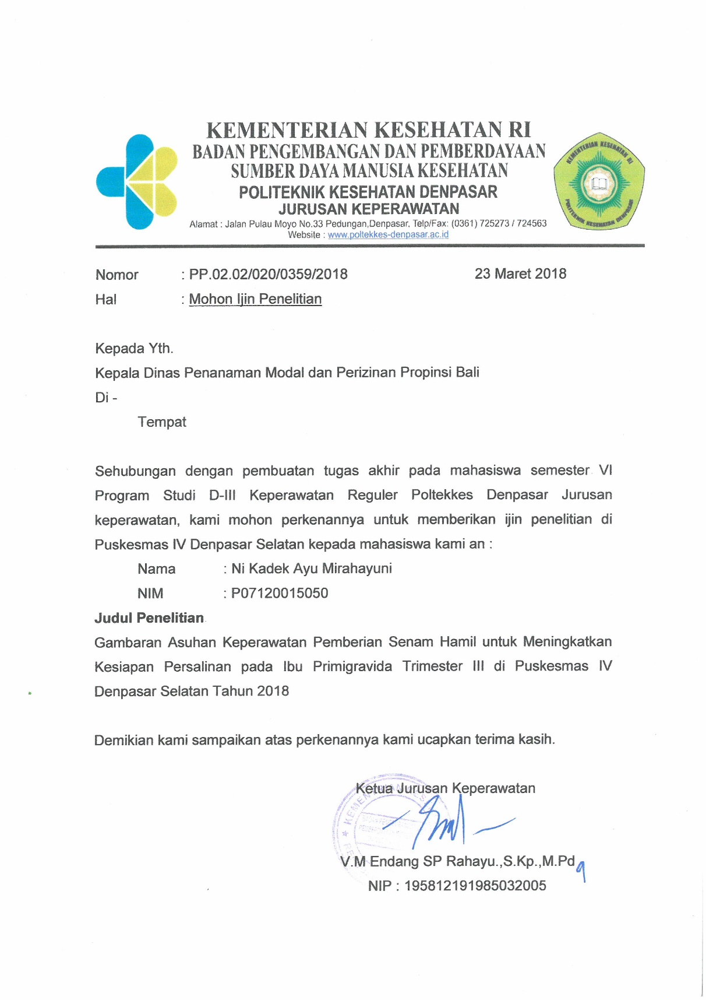 KEMENTERIAN KESEHATAN RI
BADAN PENGEMBANGAN DAN PEMBERDAYAAN
SUMBER DAYA MANUSIA KESEHATAN
POLITEKNIK KESEHATAN DENPASAR
JURUSAN KEPERAWATAN
Alamat : Jalan Pulau Moyo No.33 Pedungan,Denpasar, Telp/Fax: (0361) 725273 / 724563
Website : www.poltekkes-denpasar.ac.id
KEMENTERIAN KESEHATAN RI
POLITEKNIK KESEHATAN DENPASAR
Nomor : PP.02.02/020/0359/2018 23 Maret 2018
Hal : Mohon Ijin Penelitian
Kepada Yth.
Kepala Dinas Penanaman Modal dan Perizinan Propinsi Bali
Di -
Tempat
Sehubungan dengan pembuatan tugas akhir pada mahasiswa semester VI
Program Studi D-III Keperawatan Reguler Poltekkes Denpasar Jurusan
keperawatan, kami mohon perkenannya untuk memberikan ijin penelitian di
Puskesmas IV Denpasar Selatan kepada mahasiswa kami an :
Nama : Ni Kadek Ayu Mirahayuni
NIM : P07120015050
Judul Penelitian
Gambaran Asuhan Keperawatan Pemberian Senam Hamil untuk Meningkatkan
Kesiapan Persalinan pada Ibu Primigravida Trimester III di Puskesmas IV
Denpasar Selatan Tahun 2018
Demikian kami sampaikan atas perkenannya kami ucapkan terima kasih.
Ketua Jurusan Keperawatan
V.M Endang SP Rahayu.,S.Kp.,M.Pd
NIP : 195812191985032005